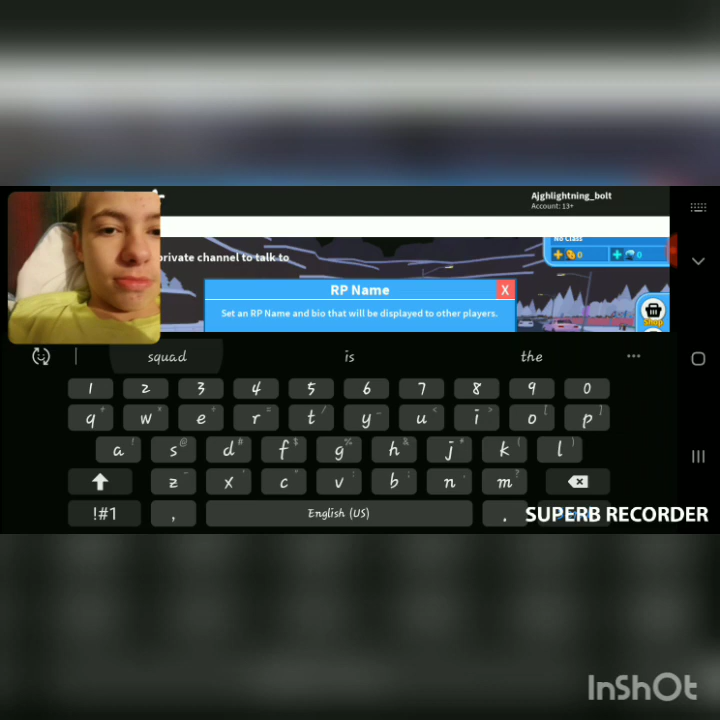 Ajghlightning_bolt
Account: 13+
No Class
0 0
private channel to talk to
RP Name X
Set an RP Name and bio that will be displayed to other players.
Shop
squad is the ...
1 2 3 4 5 6 7 8 9 0
q + w × e ÷ r = t / y _ u < i > o [ p ]
a ! s @ d # f $ g % h & j * k ( l )
z - x ' c " v : b ; n , m ?
!#1 , English (US) .
SUPERB RECORDER
InShOt